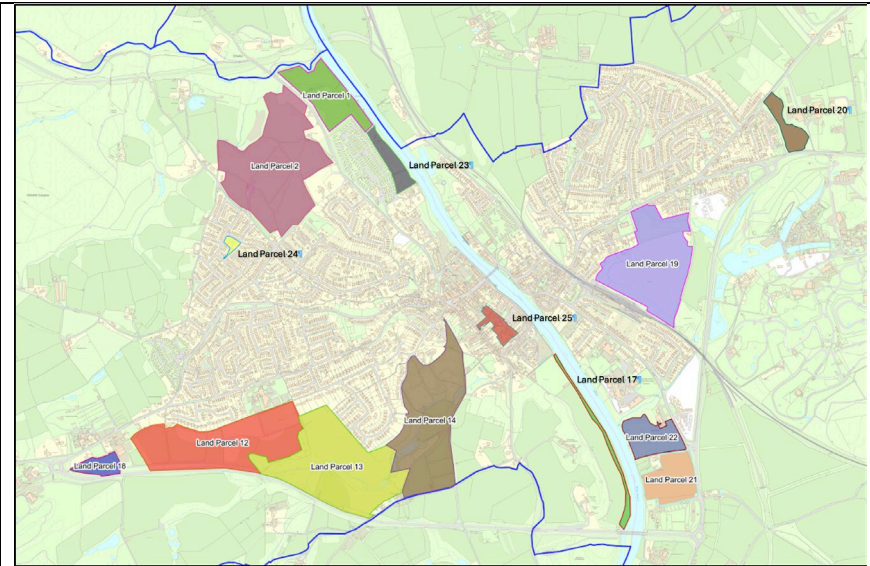 Land Parcel 1
Land Parcel 20¶
Land Parcel 2
Land Parcel 23¶
Land Parcel 24¶
Land Parcel 19
Land Parcel 25¶
Land Parcel 17¶
Land Parcel 14
Land Parcel 12
Land Parcel 22
Land Parcel 18
Land Parcel 13
Land Parcel 21